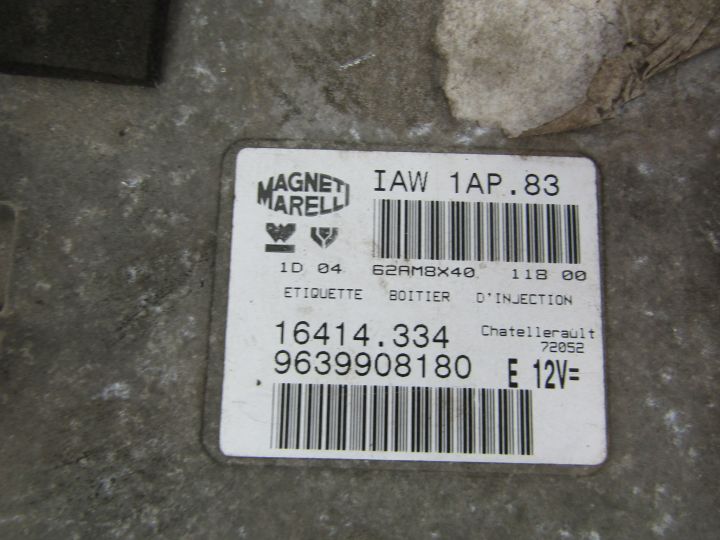 MAGNETI
MARELLI
IAW 1AP.83
1D 04 62AM8X40 118 00
ETIQUETTE BOITIER D'INJECTION
16414.334
Chatellerault
72052
9639908180
E 12V=